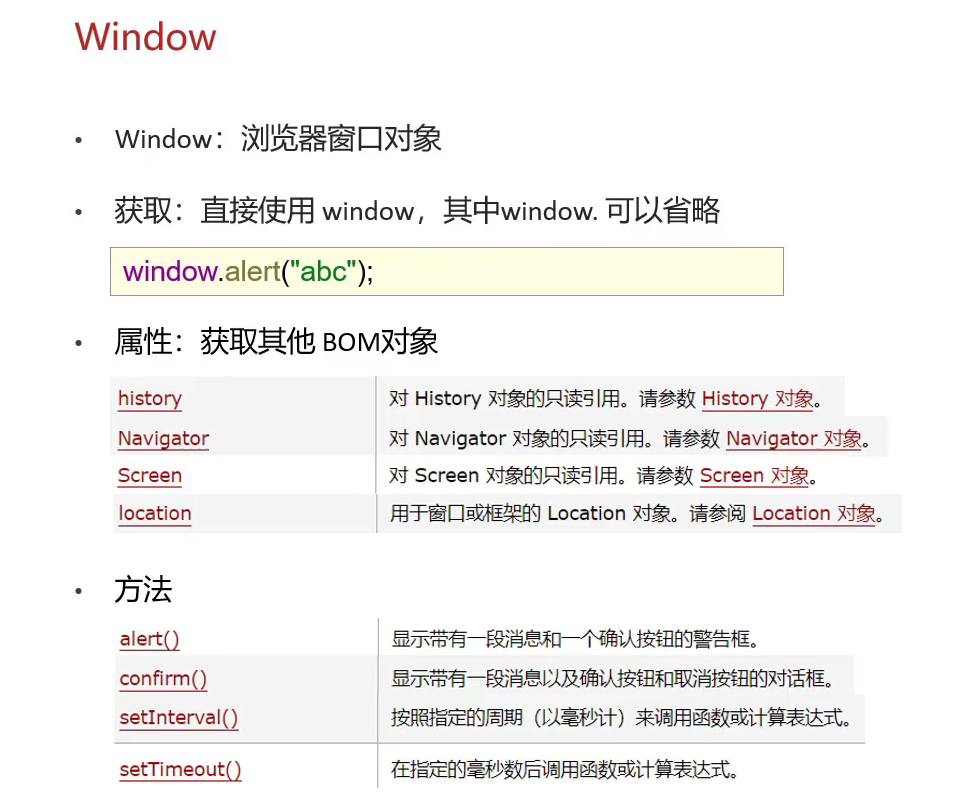 Window
• Window：浏览器窗口对象
• 获取：直接使用 window，其中window. 可以省略
window.alert("abc");
• 属性：获取其他 BOM对象
history 对 History 对象的只读引用。请参数 History 对象。
Navigator 对 Navigator 对象的只读引用。请参数 Navigator 对象。
Screen 对 Screen 对象的只读引用。请参数 Screen 对象。
location 用于窗口或框架的 Location 对象。请参阅 Location 对象。
• 方法
alert() 显示带有一段消息和一个确认按钮的警告框。
confirm() 显示带有一段消息以及确认按钮和取消按钮的对话框。
setInterval() 按照指定的周期（以毫秒计）来调用函数或计算表达式。
setTimeout() 在指定的毫秒数后调用函数或计算表达式。